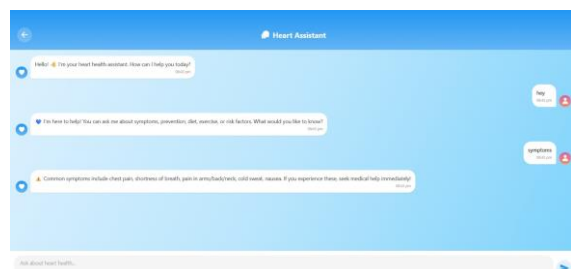 Heart Assistant
Hello! 👋 I'm your heart health assistant. How can I help you today?
hey
💙 I'm here to help! You can ask me about symptoms, prevention, diet, exercise, or risk factors. What would you like to know?
symptoms
⚠️ Common symptoms include chest pain, shortness of breath, pain in arms/back/neck, cold sweat, nausea. If you experience these, seek medical help immediately!
Ask about heart health...